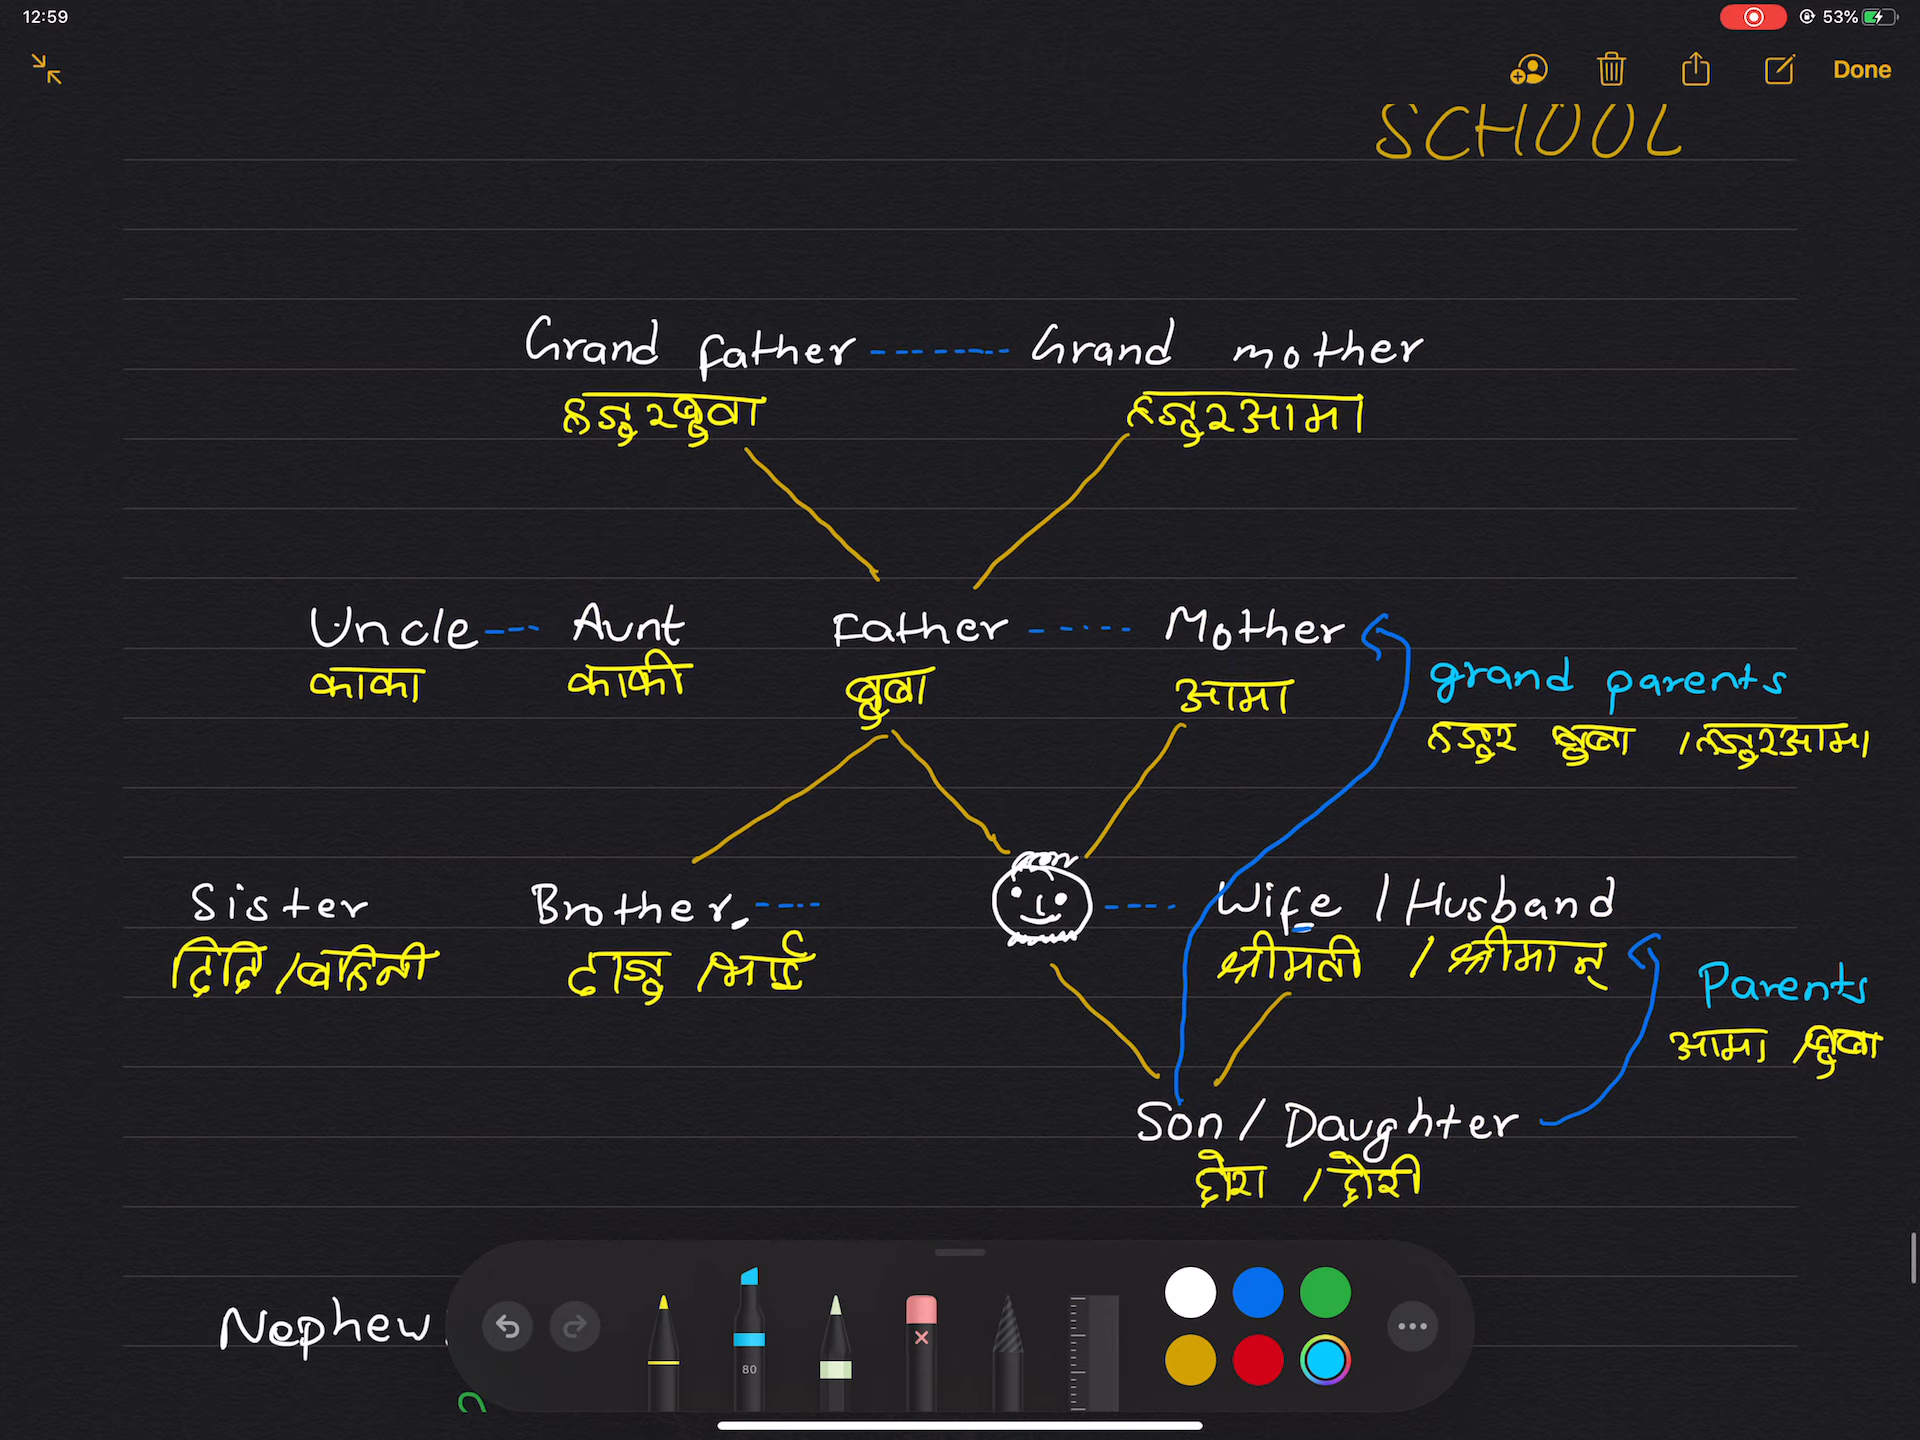 12:59 53%
Done
SCHOOL
Grand father Grand mother
हजुरबुवा हजुरआमा
Uncle Aunt Father Mother
काका काकी बुबा आमा
grand parents
हजुर बुबा / हजुरआमा
Sister Brother Wife / Husband
दिदि / बहिनी दाजु / भाई श्रीमती / श्रीमान्
Parents
आमा / बुबा
Son / Daughter
छोरा / छोरी
Nephew
80